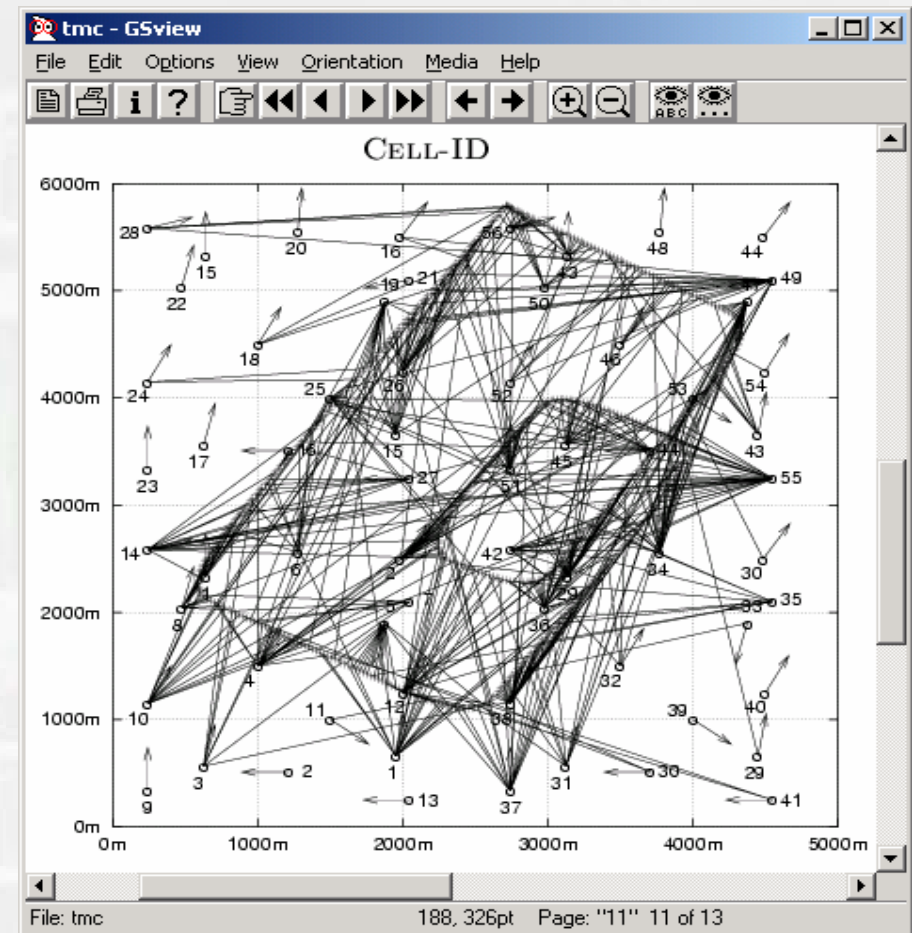 tmc - GSview
File Edit Options View Orientation Media Help
ABC
CELL-ID
6000m
28 20 16 56 43 48 44
15
22 19 21 50 49
5000m
18 46
24 25 26 52 53 54
4000m
17 16 15 45 44 43
23 27 51 55
3000m
14 6 2 42 34 30
8 1 5 29 36 33 35
2000m
4 32
10 11 12 38 39 40
1000m
9 3 2 1 13 37 31 30 29 41
0m
0m 1000m 2000m 3000m 4000m 5000m
File: tmc 188, 326pt Page: "11" 11 of 13